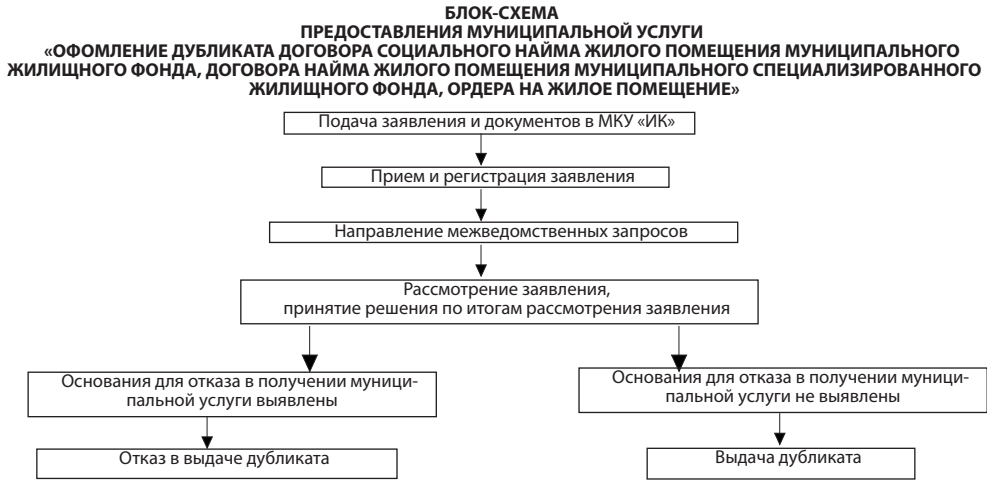 БЛОК-СХЕМА
ПРЕДОСТАВЛЕНИЯ МУНИЦИПАЛЬНОЙ УСЛУГИ
«ОФОМЛЕНИЕ ДУБЛИКАТА ДОГОВОРА СОЦИАЛЬНОГО НАЙМА ЖИЛОГО ПОМЕЩЕНИЯ МУНИЦИПАЛЬНОГО
ЖИЛИЩНОГО ФОНДА, ДОГОВОРА НАЙМА ЖИЛОГО ПОМЕЩЕНИЯ МУНИЦИПАЛЬНОГО СПЕЦИАЛИЗИРОВАННОГО
ЖИЛИЩНОГО ФОНДА, ОРДЕРА НА ЖИЛОЕ ПОМЕЩЕНИЕ»
Подача заявления и документов в МКУ «ИК»
Прием и регистрация заявления
Направление межведомственных запросов
Рассмотрение заявления,
принятие решения по итогам рассмотрения заявления
Основания для отказа в получении муници-
пальной услуги выявлены
Основания для отказа в получении муници-
пальной услуги не выявлены
Отказ в выдаче дубликата
Выдача дубликата